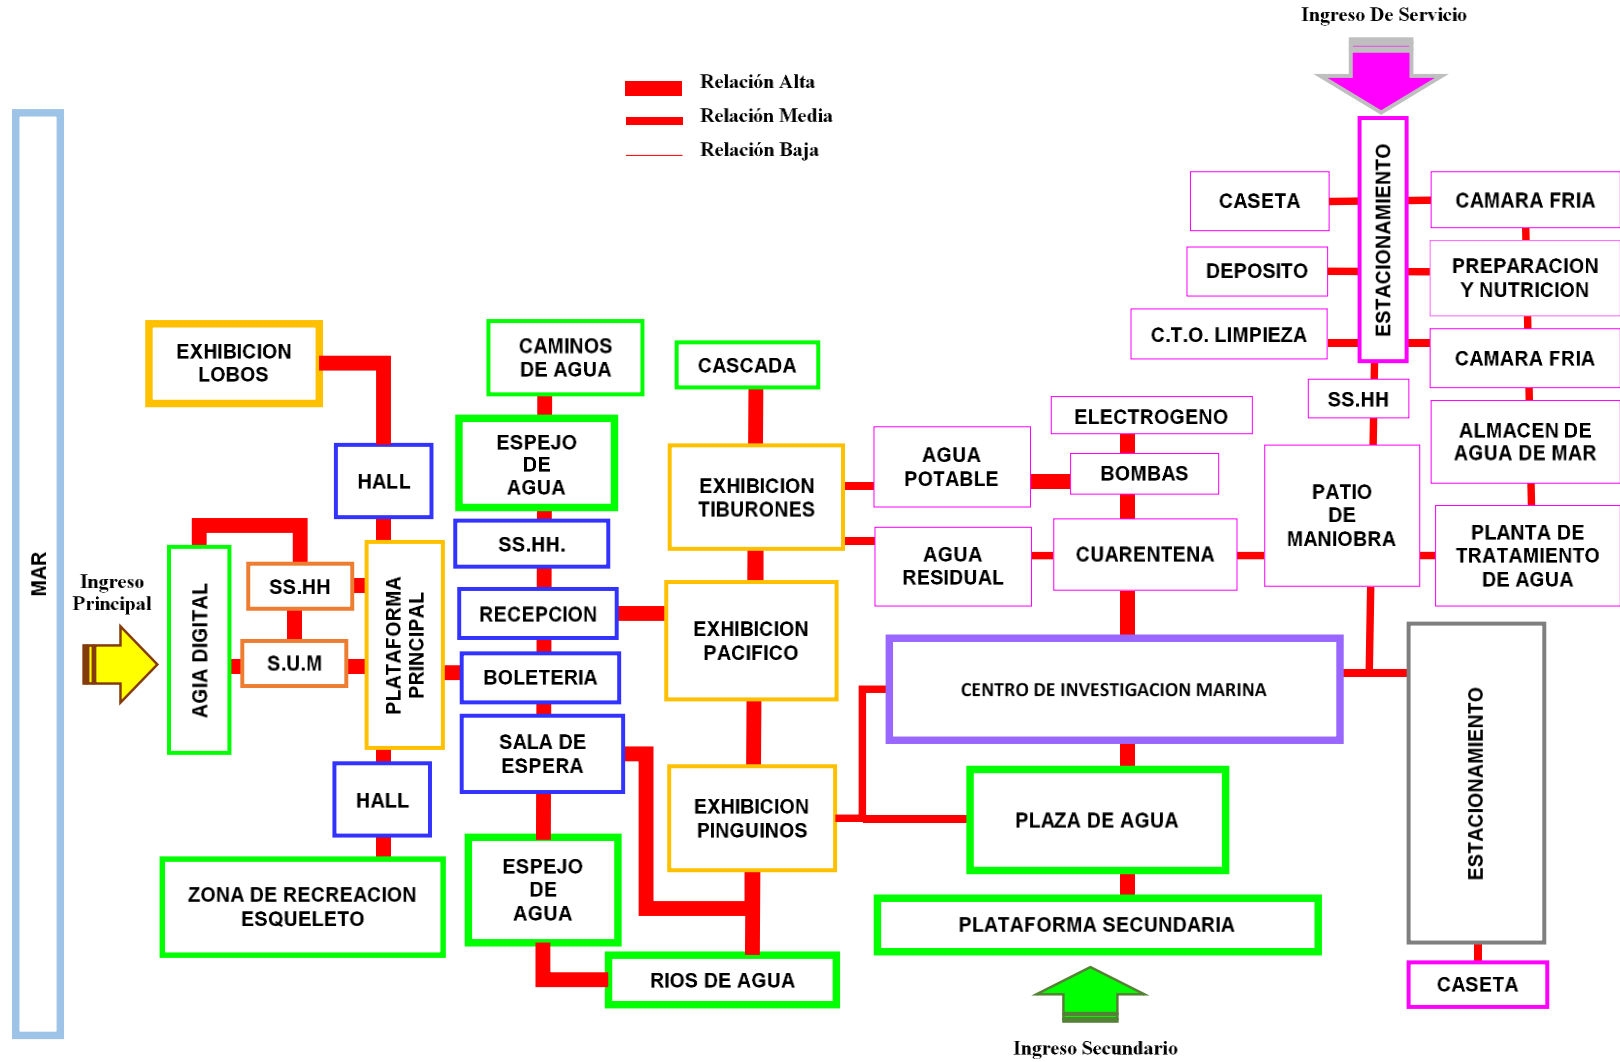 Ingreso De Servicio
Relación Alta
Relación Media
Relación Baja
MAR
Ingreso
Principal
AGIA DIGITAL
EXHIBICION
LOBOS
HALL
SS.HH
S.U.M
PLATAFORMA
PRINCIPAL
HALL
ZONA DE RECREACION
ESQUELETO
CAMINOS
DE AGUA
ESPEJO
DE
AGUA
SS.HH.
RECEPCION
BOLETERIA
SALA DE
ESPERA
ESPEJO
DE
AGUA
RIOS DE AGUA
CASCADA
EXHIBICION
TIBURONES
EXHIBICION
PACIFICO
EXHIBICION
PINGUINOS
AGUA
POTABLE
AGUA
RESIDUAL
ELECTROGENO
BOMBAS
CUARENTENA
CENTRO DE INVESTIGACION MARINA
PLAZA DE AGUA
PLATAFORMA SECUNDARIA
Ingreso Secundario
CASETA
DEPOSITO
C.T.O. LIMPIEZA
ESTACIONAMIENTO
SS.HH
PATIO
DE
MANIOBRA
CAMARA FRIA
PREPARACION
Y NUTRICION
CAMARA FRIA
ALMACEN DE
AGUA DE MAR
PLANTA DE
TRATAMIENTO
DE AGUA
ESTACIONAMIENTO
CASETA